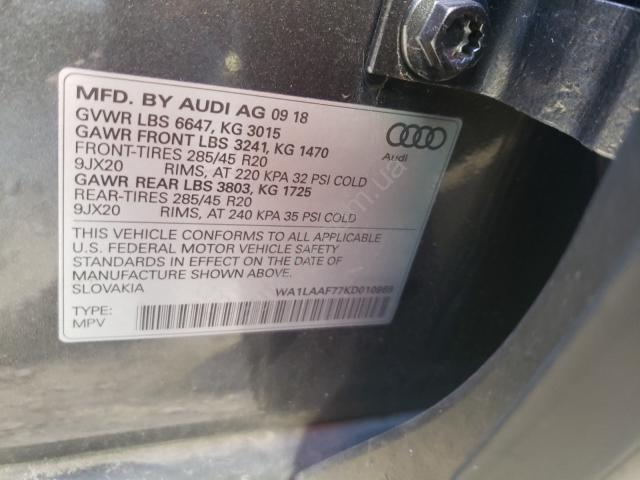 MFD. BY AUDI AG 09 18
GVWR LBS 6647, KG 3015
GAWR FRONT LBS 3241, KG 1470
FRONT-TIRES 285/45 R20
9JX20 RIMS, AT 220 KPA 32 PSI COLD
GAWR REAR LBS 3803, KG 1725
REAR-TIRES 285/45 R20
9JX20 RIMS, AT 240 KPA 35 PSI COLD
Audi
THIS VEHICLE CONFORMS TO ALL APPLICABLE
U.S. FEDERAL MOTOR VEHICLE SAFETY
STANDARDS IN EFFECT ON THE DATE OF
MANUFACTURE SHOWN ABOVE.
SLOVAKIA WA1LAAF77KD010969
TYPE:
MPV